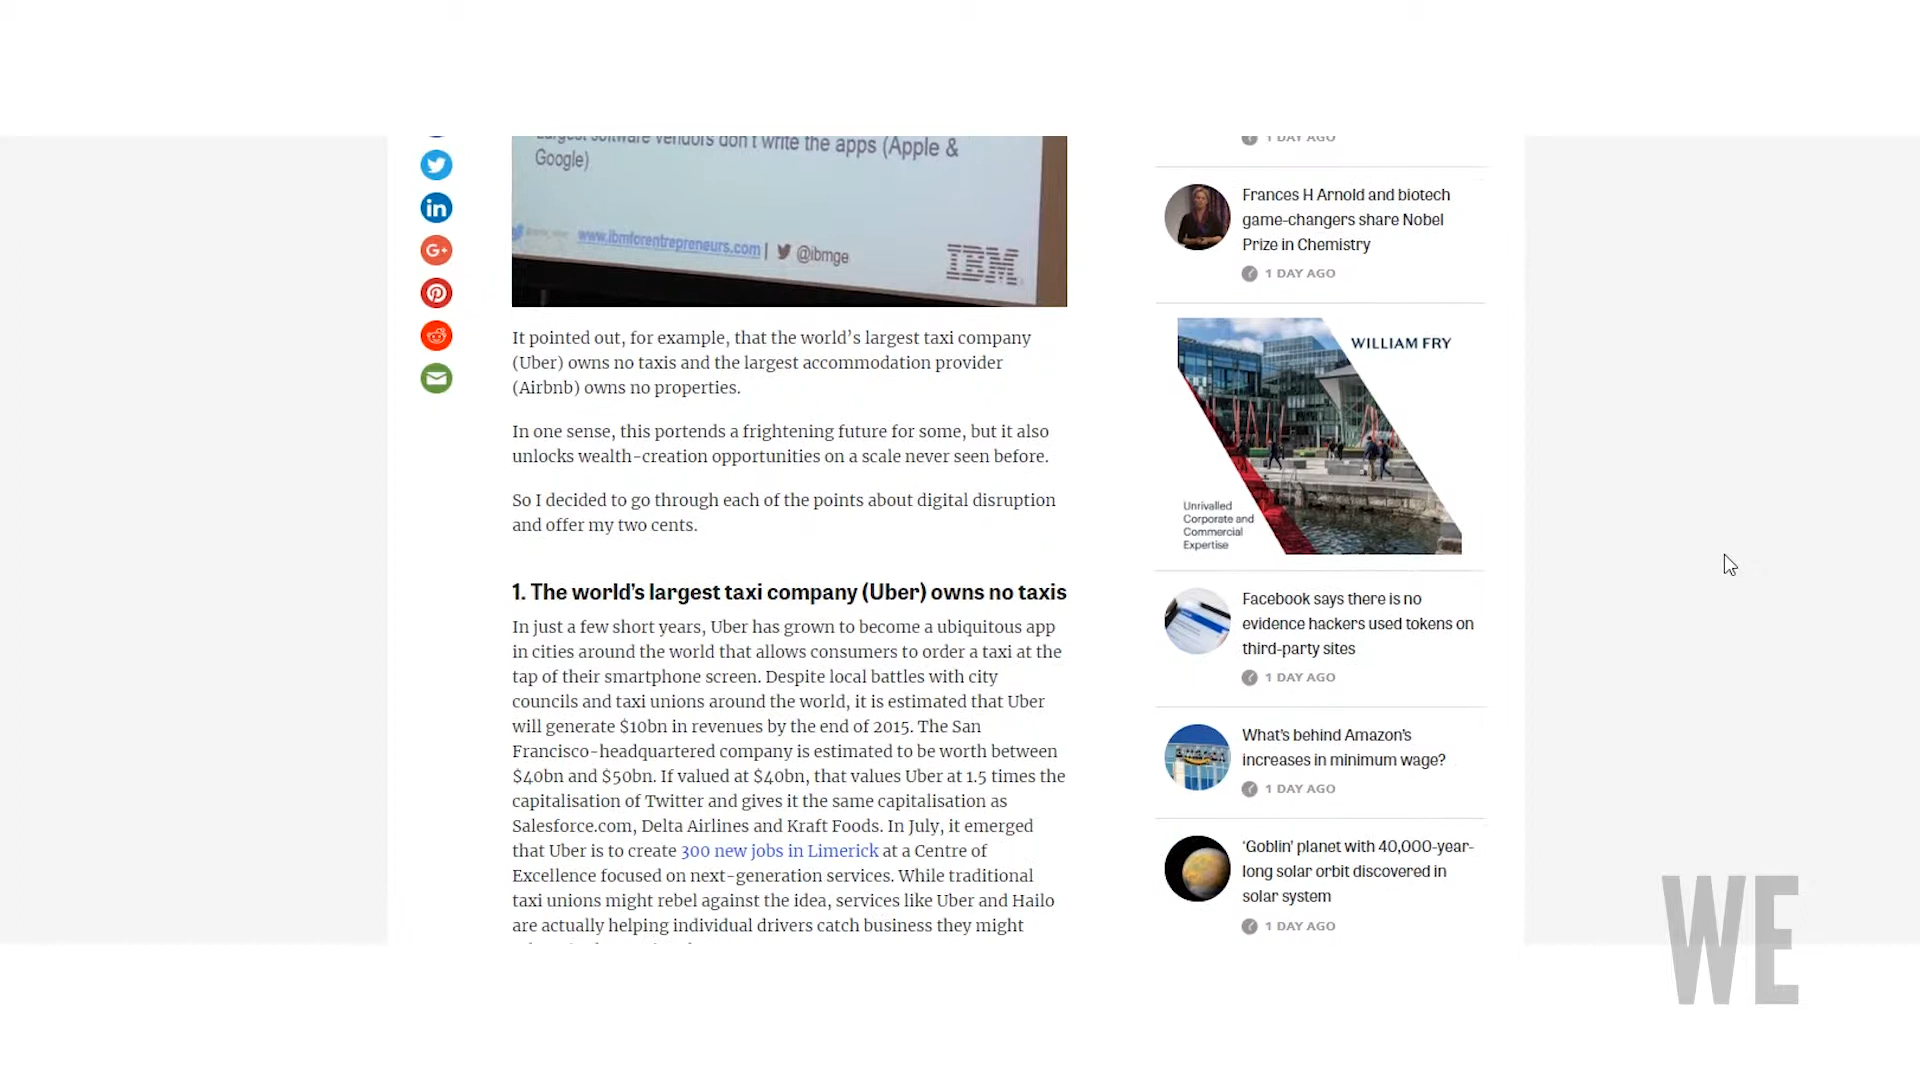 Largest software vendors don't write the apps (Apple &
Google)
www.ibmforentrepreneurs.com | @ibmge
IBM
It pointed out, for example, that the world's largest taxi company
(Uber) owns no taxis and the largest accommodation provider
(Airbnb) owns no properties.
In one sense, this portends a frightening future for some, but it also
unlocks wealth-creation opportunities on a scale never seen before.
So I decided to go through each of the points about digital disruption
and offer my two cents.
1. The world's largest taxi company (Uber) owns no taxis
In just a few short years, Uber has grown to become a ubiquitous app
in cities around the world that allows consumers to order a taxi at the
tap of their smartphone screen. Despite local battles with city
councils and taxi unions around the world, it is estimated that Uber
will generate $10bn in revenues by the end of 2015. The San
Francisco-headquartered company is estimated to be worth between
$40bn and $50bn. If valued at $40bn, that values Uber at 1.5 times the
capitalisation of Twitter and gives it the same capitalisation as
Salesforce.com, Delta Airlines and Kraft Foods. In July, it emerged
that Uber is to create 300 new jobs in Limerick at a Centre of
Excellence focused on next-generation services. While traditional
taxi unions might rebel against the idea, services like Uber and Hailo
are actually helping individual drivers catch business they might
1 DAY AGO
Frances H Arnold and biotech
game-changers share Nobel
Prize in Chemistry
1 DAY AGO
WILLIAM FRY
Unrivalled
Corporate and
Commercial
Expertise
Facebook says there is no
evidence hackers used tokens on
third-party sites
1 DAY AGO
What's behind Amazon's
increases in minimum wage?
1 DAY AGO
'Goblin' planet with 40,000-year-
long solar orbit discovered in
solar system
1 DAY AGO
WE